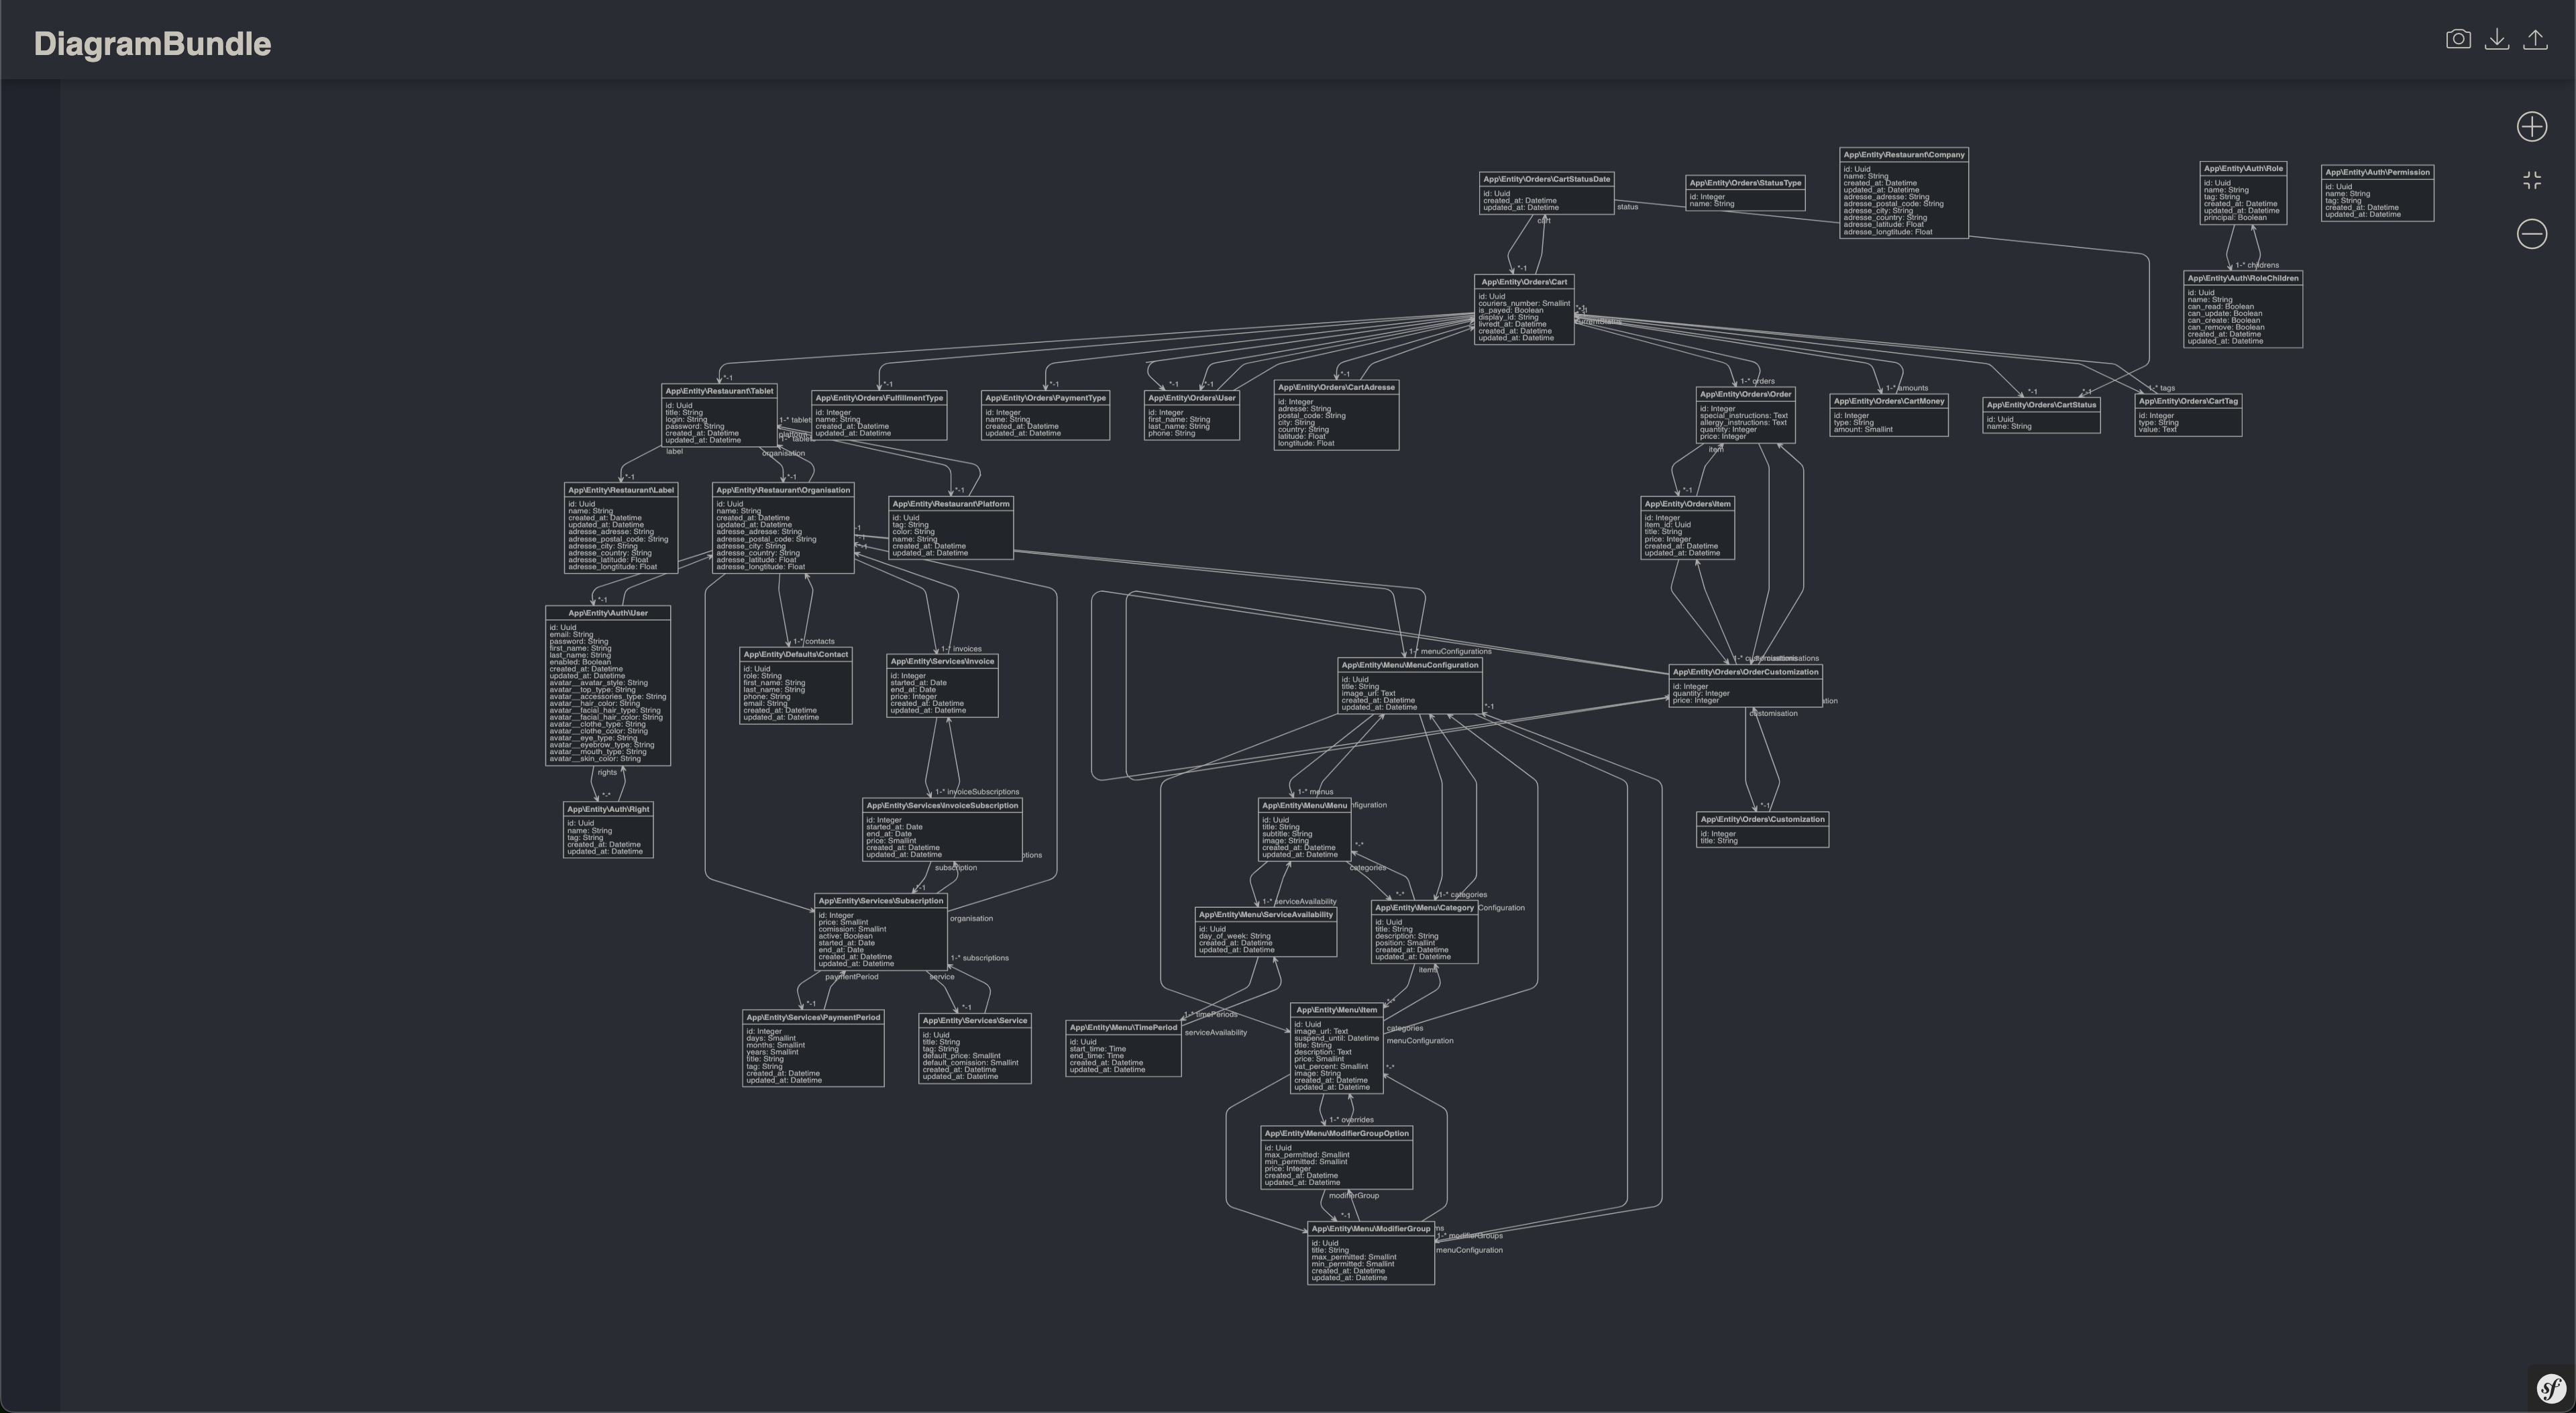 DiagramBundle
App\Entity\Orders\CartStatusDate
id: Uuid
created_at: Datetime
updated_at: Datetime
status
cart
App\Entity\Orders\StatusType
id: Integer
name: String
App\Entity\Restaurant\Company
id: Uuid
name: String
created_at: Datetime
updated_at: Datetime
adresse_adresse: String
adresse_postal_code: String
adresse_city: String
adresse_country: String
adresse_latitude: Float
adresse_longtitude: Float
App\Entity\Auth\Role
id: Uuid
name: String
tag: String
created_at: Datetime
updated_at: Datetime
principal: Boolean
App\Entity\Auth\Permission
id: Uuid
name: String
tag: String
created_at: Datetime
updated_at: Datetime
1-* childrens
App\Entity\Auth\RoleChildren
id: Uuid
name: String
can_read: Boolean
can_update: Boolean
can_create: Boolean
can_remove: Boolean
created_at: Datetime
updated_at: Datetime
*-1
App\Entity\Orders\Cart
id: Uuid
couriers_number: Smallint
is_payed: Boolean
display_id: String
livredt_at: Datetime
created_at: Datetime
updated_at: Datetime
*-1
App\Entity\Restaurant\Tablet
id: Uuid
title: String
login: String
password: String
created_at: Datetime
updated_at: Datetime
label
organisation
1-* tablet
*-1
App\Entity\Orders\FulfillmentType
id: Integer
name: String
created_at: Datetime
updated_at: Datetime
*-1
App\Entity\Orders\PaymentType
id: Integer
name: String
created_at: Datetime
updated_at: Datetime
*-1
*-1
App\Entity\Orders\User
id: Integer
first_name: String
last_name: String
phone: String
*-1
App\Entity\Orders\CartAdresse
id: Integer
adresse: String
postal_code: String
city: String
country: String
latitude: Float
longtitude: Float
1-* orders
App\Entity\Orders\Order
id: Integer
special_instructions: Text
allergy_instructions: Text
quantity: Integer
price: Integer
item
1-* amounts
App\Entity\Orders\CartMoney
id: Integer
type: String
amount: Smallint
*-1
*-1
App\Entity\Orders\CartStatus
id: Uuid
name: String
1-* tags
App\Entity\Orders\CartTag
id: Integer
type: String
value: Text
*-1
App\Entity\Restaurant\Label
id: Uuid
name: String
created_at: Datetime
updated_at: Datetime
adresse_adresse: String
adresse_postal_code: String
adresse_city: String
adresse_country: String
adresse_latitude: Float
adresse_longtitude: Float
*-1
App\Entity\Restaurant\Organisation
id: Uuid
name: String
created_at: Datetime
updated_at: Datetime
adresse_adresse: String
adresse_postal_code: String
adresse_city: String
adresse_country: String
adresse_latitude: Float
adresse_longtitude: Float
*-1
App\Entity\Restaurant\Platform
id: Uuid
tag: String
color: String
name: String
created_at: Datetime
updated_at: Datetime
*-1
App\Entity\Orders\Item
id: Integer
item_id: Uuid
title: String
price: Integer
created_at: Datetime
updated_at: Datetime
*-1
App\Entity\Auth\User
id: Uuid
email: String
password: String
first_name: String
last_name: String
enabled: Boolean
created_at: Datetime
updated_at: Datetime
avatar__avatar_style: String
avatar__top_type: String
avatar__accessories_type: String
avatar__hair_color: String
avatar__facial_hair_type: String
avatar__facial_hair_color: String
avatar__clothe_type: String
avatar__clothe_color: String
avatar__eye_type: String
avatar__eyebrow_type: String
avatar__mouth_type: String
avatar__skin_color: String
rights
1-* contacts
App\Entity\Defaults\Contact
id: Uuid
role: String
first_name: String
last_name: String
phone: String
email: String
created_at: Datetime
updated_at: Datetime
1-* invoices
App\Entity\Services\Invoice
id: Integer
started_at: Date
end_at: Date
price: Integer
created_at: Datetime
updated_at: Datetime
1-* menuConfigurations
App\Entity\Menu\MenuConfiguration
id: Uuid
title: String
image_url: Text
created_at: Datetime
updated_at: Datetime
*-1
App\Entity\Orders\OrderCustomization
id: Integer
quantity: Integer
price: Integer
customisation
*-*
App\Entity\Auth\Right
id: Uuid
name: String
tag: String
created_at: Datetime
updated_at: Datetime
1-* invoiceSubscriptions
App\Entity\Services\InvoiceSubscription
id: Integer
started_at: Date
end_at: Date
price: Smallint
created_at: Datetime
updated_at: Datetime
subscription
1-* menus
App\Entity\Menu\Menu
id: Uuid
title: String
subtitle: String
image: String
created_at: Datetime
updated_at: Datetime
*-*
categories
*-1
App\Entity\Orders\Customization
id: Integer
title: String
*-1
App\Entity\Services\Subscription
id: Integer
price: Smallint
comission: Smallint
active: Boolean
started_at: Date
end_at: Date
created_at: Datetime
updated_at: Datetime
organisation
1-* subscriptions
paymentPeriod
service
1-* serviceAvailability
App\Entity\Menu\ServiceAvailability
id: Uuid
day_of_week: String
created_at: Datetime
updated_at: Datetime
*-*
1-* categories
App\Entity\Menu\Category
Configuration
id: Uuid
title: String
description: String
position: Smallint
created_at: Datetime
updated_at: Datetime
items
*-1
App\Entity\Services\PaymentPeriod
id: Integer
days: Smallint
months: Smallint
years: Smallint
title: String
tag: String
created_at: Datetime
updated_at: Datetime
*-1
App\Entity\Services\Service
id: Uuid
title: String
tag: String
default_price: Smallint
default_comission: Smallint
created_at: Datetime
updated_at: Datetime
1-* timePeriods
App\Entity\Menu\TimePeriod
serviceAvailability
id: Uuid
start_time: Time
end_time: Time
created_at: Datetime
updated_at: Datetime
*-*
App\Entity\Menu\Item
id: Uuid
image_url: Text
suspend_until: Datetime
title: String
description: Text
price: Smallint
vat_percent: Smallint
image: String
created_at: Datetime
updated_at: Datetime
categories
menuConfiguration
*-*
1-* overrides
App\Entity\Menu\ModifierGroupOption
id: Uuid
max_permitted: Smallint
min_permitted: Smallint
price: Integer
created_at: Datetime
updated_at: Datetime
modifierGroup
*-1
App\Entity\Menu\ModifierGroup
id: Uuid
title: String
max_permitted: Smallint
min_permitted: Smallint
created_at: Datetime
updated_at: Datetime
1-* modifierGroups
menuConfiguration
sf